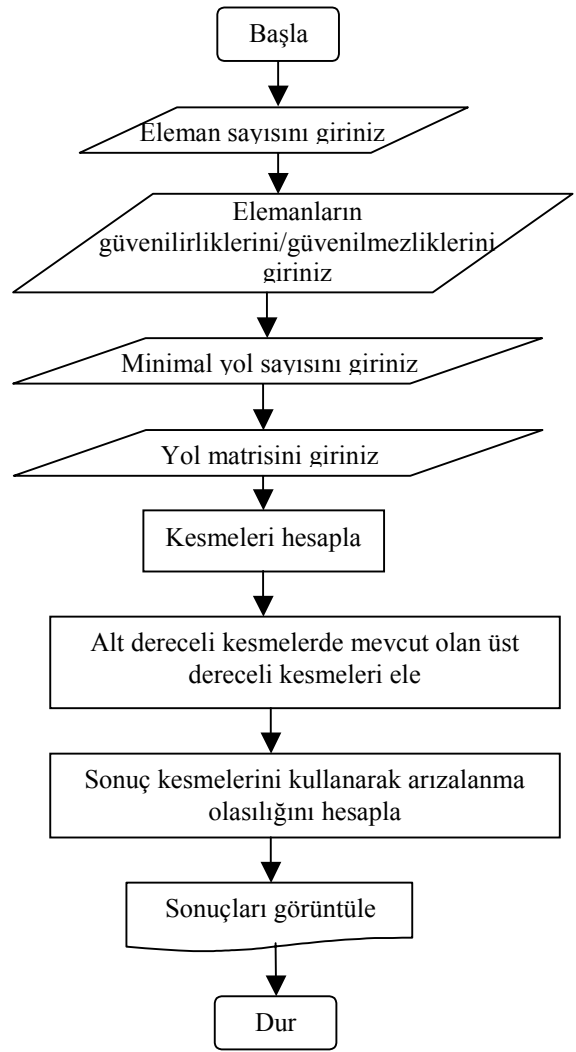 Başla
Eleman sayısını giriniz
Elemanların
güvenilirliklerini/güvenilmezliklerini
giriniz
Minimal yol sayısını giriniz
Yol matrisini giriniz
Kesmeleri hesapla
Alt dereceli kesmelerde mevcut olan üst
dereceli kesmeleri ele
Sonuç kesmelerini kullanarak arızalanma
olasılığını hesapla
Sonuçları görüntüle
Dur